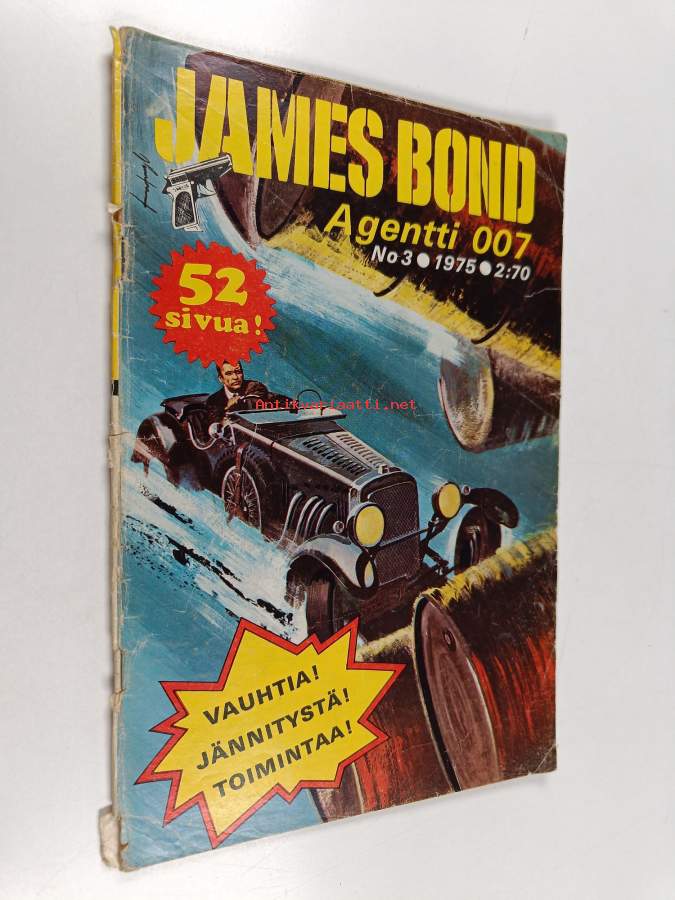 JAMES BOND
Agentti 007
No 3 ● 1975 ● 2:70
52
sivua!
Antikvariaatti.net
VAUHTIA!
JÄNNITYSTÄ!
TOIMINTAA!